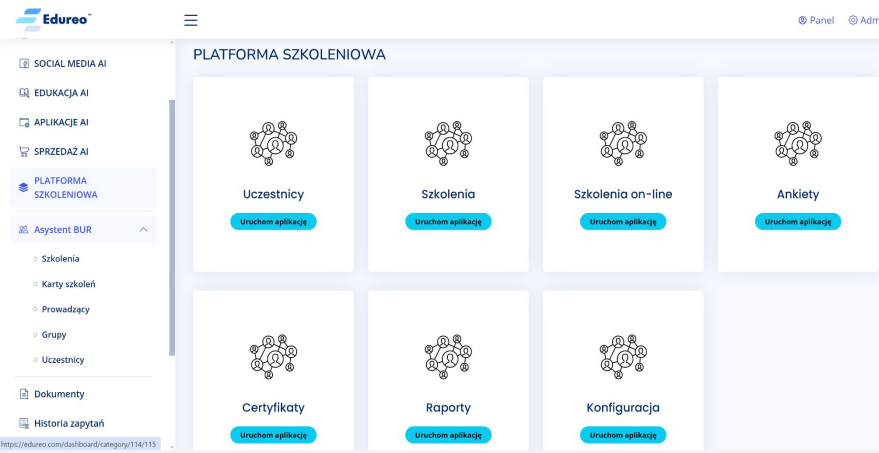 Edureo™
Panel
Adm
SOCIAL MEDIA AI
EDUKACJA AI
APLIKACJE AI
SPRZEDAŻ AI
PLATFORMA
SZKOLENIOWA
Asystent BUR
Szkolenia
Karty szkoleń
Prowadzący
Grupy
Uczestnicy
Dokumenty
Historia zapytań
https://edureo.com/dashboard/category/114/115
PLATFORMA SZKOLENIOWA
Uczestnicy
Uruchom aplikację
Szkolenia
Uruchom aplikację
Szkolenia on-line
Uruchom aplikację
Ankiety
Uruchom aplikację
Certyfikaty
Uruchom aplikację
Raporty
Uruchom aplikację
Konfiguracja
Uruchom aplikację